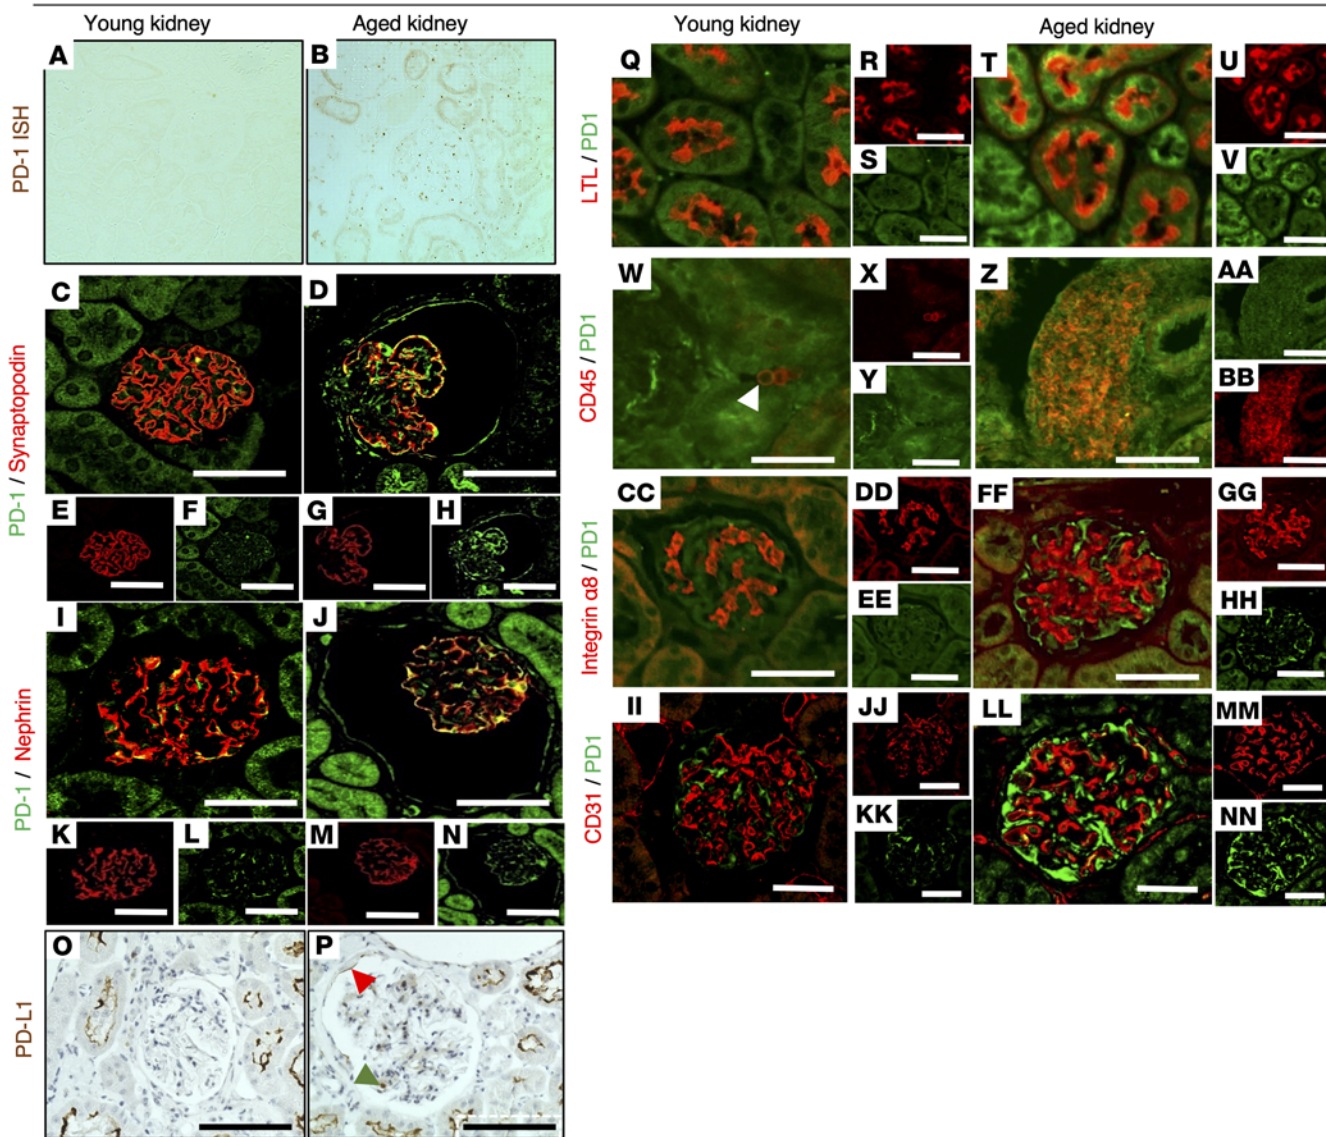 Young kidney
Aged kidney
A
B
PD-1 ISH
C
D
PD-1 / Synaptopodin
E
F
G
H
I
J
PD-1 / Nephrin
K
L
M
N
O
P
PD-L1
Young kidney
Aged kidney
Q
R
S
T
U
V
LTL / PD1
W
X
Y
Z
AA
BB
CD45 / PD1
CC
DD
EE
FF
GG
HH
Integrin α8 / PD1
II
JJ
KK
LL
MM
NN
CD31 / PD1